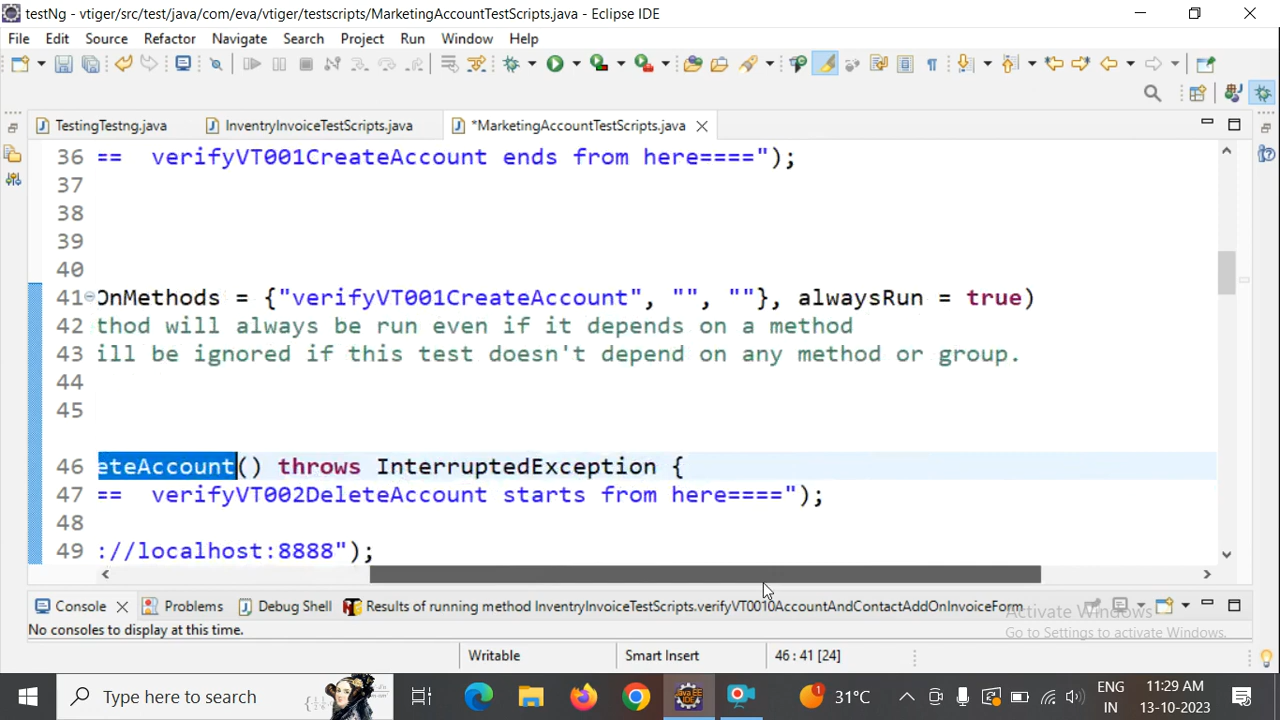 testNg - vtiger/src/test/java/com/eva/vtiger/testscripts/MarketingAccountTestScripts.java - Eclipse IDE
File Edit Source Refactor Navigate Search Project Run Window Help
TestingTestng.java InventryInvoiceTestScripts.java *MarketingAccountTestScripts.java
36 ==  verifyVT001CreateAccount ends from here====");
37
38
39
40
41 OnMethods = {"verifyVT001CreateAccount", "", ""}, alwaysRun = true)
42 thod will always be run even if it depends on a method
43 ill be ignored if this test doesn't depend on any method or group.
44
45
46 eteAccount() throws InterruptedException {
47 ==  verifyVT002DeleteAccount starts from here====");
48
49 ://localhost:8888");
Console Problems Debug Shell Results of running method InventryInvoiceTestScripts.verifyVT0010AccountAndContactAddOnInvoiceForm
Activate Windows
No consoles to display at this time.
Go to Settings to activate Windows.
Writable Smart Insert 46 : 41 [24]
Type here to search 1 31°C ENG 11:29 AM
IN 13-10-2023